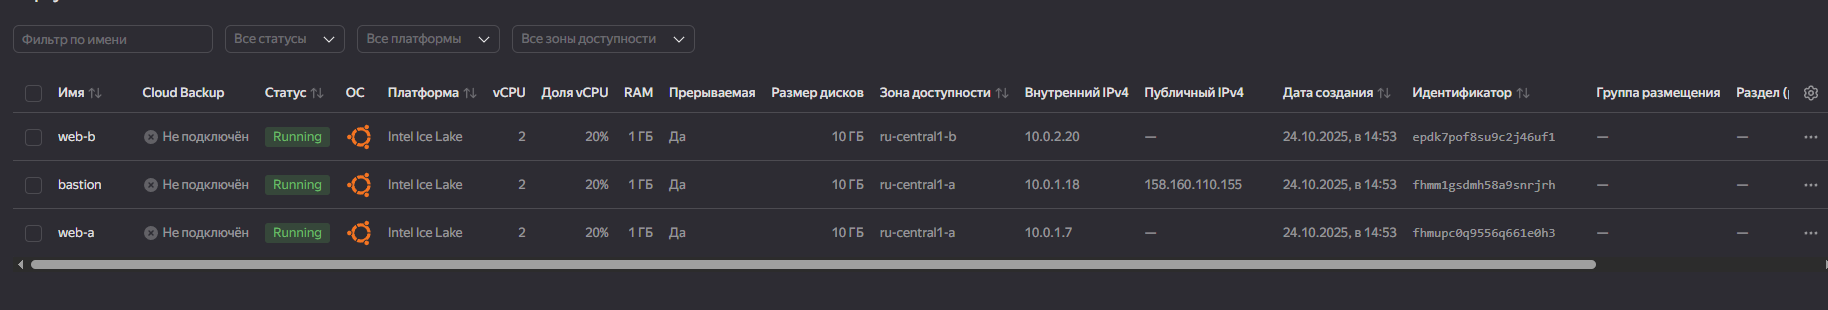 Фильтр по имени Все статусы Все платформы Все зоны доступности
Имя Cloud Backup Статус ОС Платформа vCPU Доля vCPU RAM Прерываемая Размер дисков Зона доступности Внутренний IPv4 Публичный IPv4 Дата создания Идентификатор Группа размещения Раздел (
web-b Не подключён Running Intel Ice Lake 2 20% 1 ГБ Да 10 ГБ ru-central1-b 10.0.2.20 — 24.10.2025, в 14:53 epdk7pof8su9c2j46uf1 — —
bastion Не подключён Running Intel Ice Lake 2 20% 1 ГБ Да 10 ГБ ru-central1-a 10.0.1.18 158.160.110.155 24.10.2025, в 14:53 fhmm1gsdmh58a9snrjrh — —
web-a Не подключён Running Intel Ice Lake 2 20% 1 ГБ Да 10 ГБ ru-central1-a 10.0.1.7 — 24.10.2025, в 14:53 fhmupc0q9556q661e0h3 — —